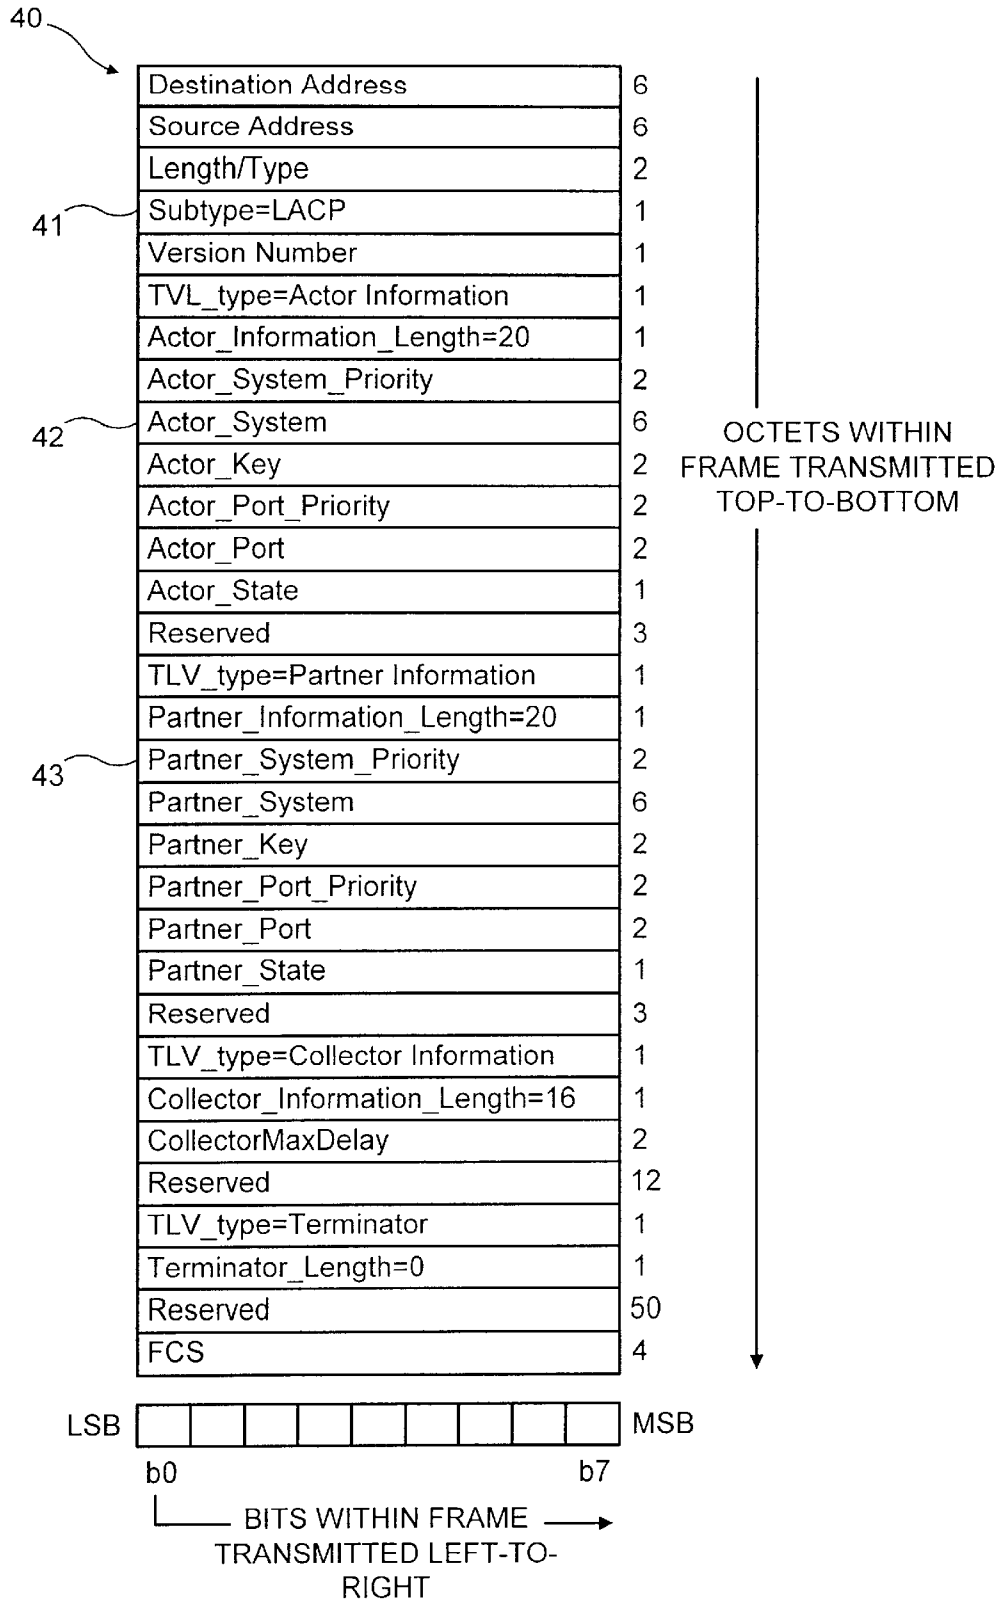 40
Destination Address 6
Source Address 6
Length/Type 2
41 Subtype=LACP 1
Version Number 1
TVL_type=Actor Information 1
Actor_Information_Length=20 1
Actor_System_Priority 2
42 Actor_System 6
Actor_Key 2
Actor_Port_Priority 2
Actor_Port 2
Actor_State 1
Reserved 3
TLV_type=Partner Information 1
Partner_Information_Length=20 1
43 Partner_System_Priority 2
Partner_System 6
Partner_Key 2
Partner_Port_Priority 2
Partner_Port 2
Partner_State 1
Reserved 3
TLV_type=Collector Information 1
Collector_Information_Length=16 1
CollectorMaxDelay 2
Reserved 12
TLV_type=Terminator 1
Terminator_Length=0 1
Reserved 50
FCS 4
OCTETS WITHIN
FRAME TRANSMITTED
TOP-TO-BOTTOM
LSB MSB
b0 b7
BITS WITHIN FRAME
TRANSMITTED LEFT-TO-
RIGHT